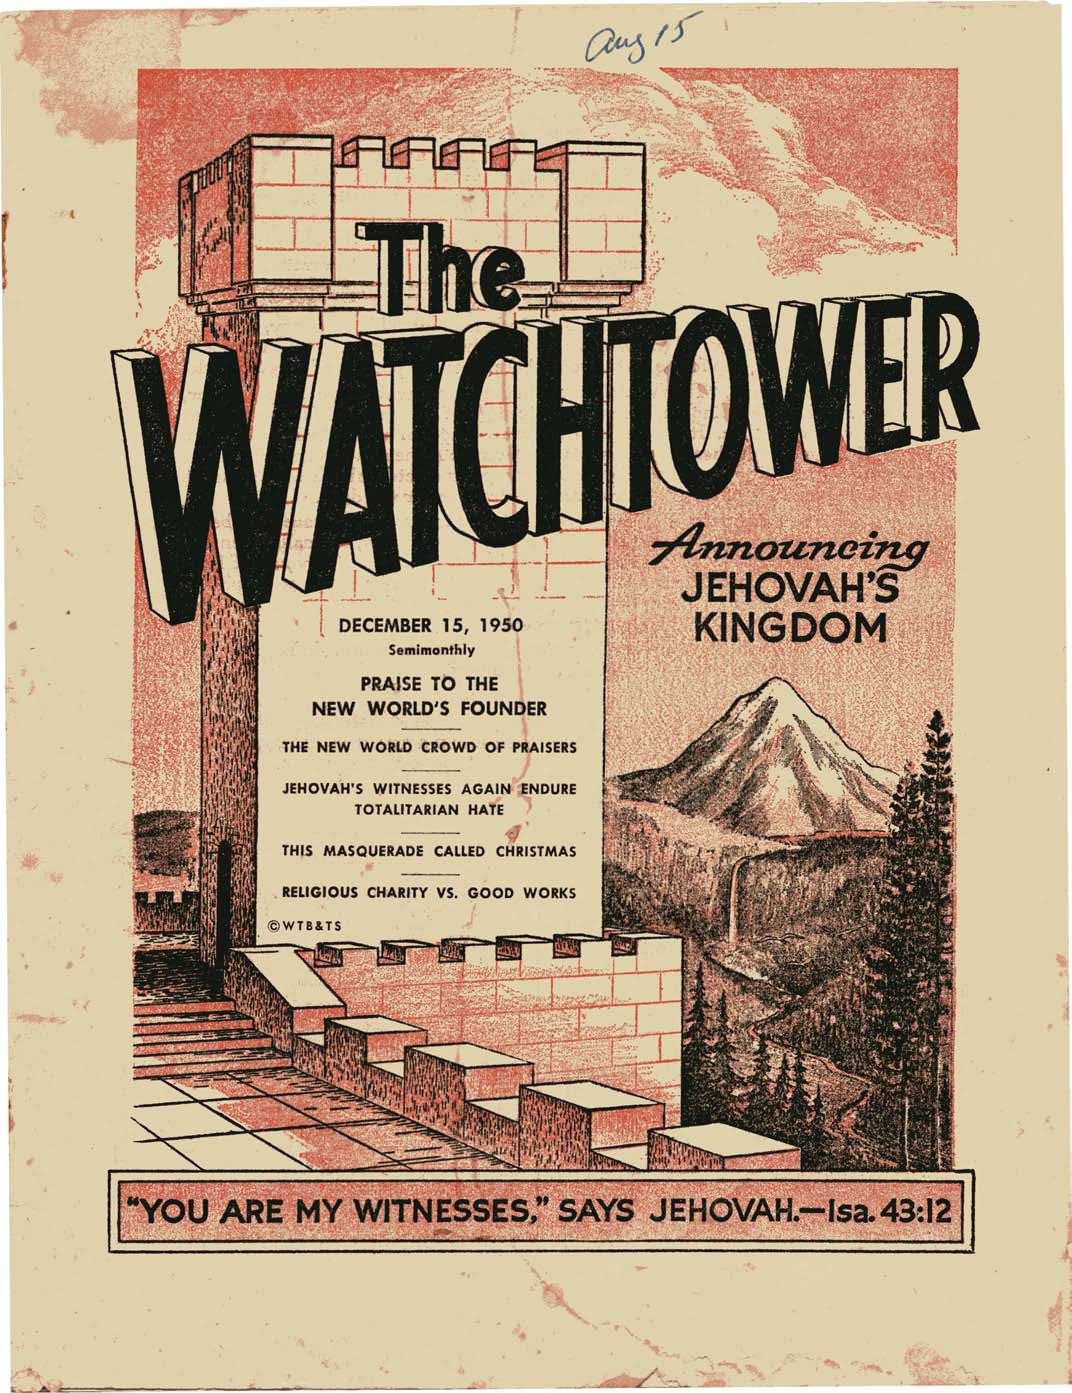 Aug 15
The
WATCHTOWER
Announcing
JEHOVAH'S
KINGDOM
DECEMBER 15, 1950
Semimonthly
PRAISE TO THE
NEW WORLD'S FOUNDER
THE NEW WORLD CROWD OF PRAISERS
JEHOVAH'S WITNESSES AGAIN ENDURE
TOTALITARIAN HATE
THIS MASQUERADE CALLED CHRISTMAS
RELIGIOUS CHARITY VS. GOOD WORKS
©WTB&TS
"YOU ARE MY WITNESSES," SAYS JEHOVAH.—Isa. 43:12